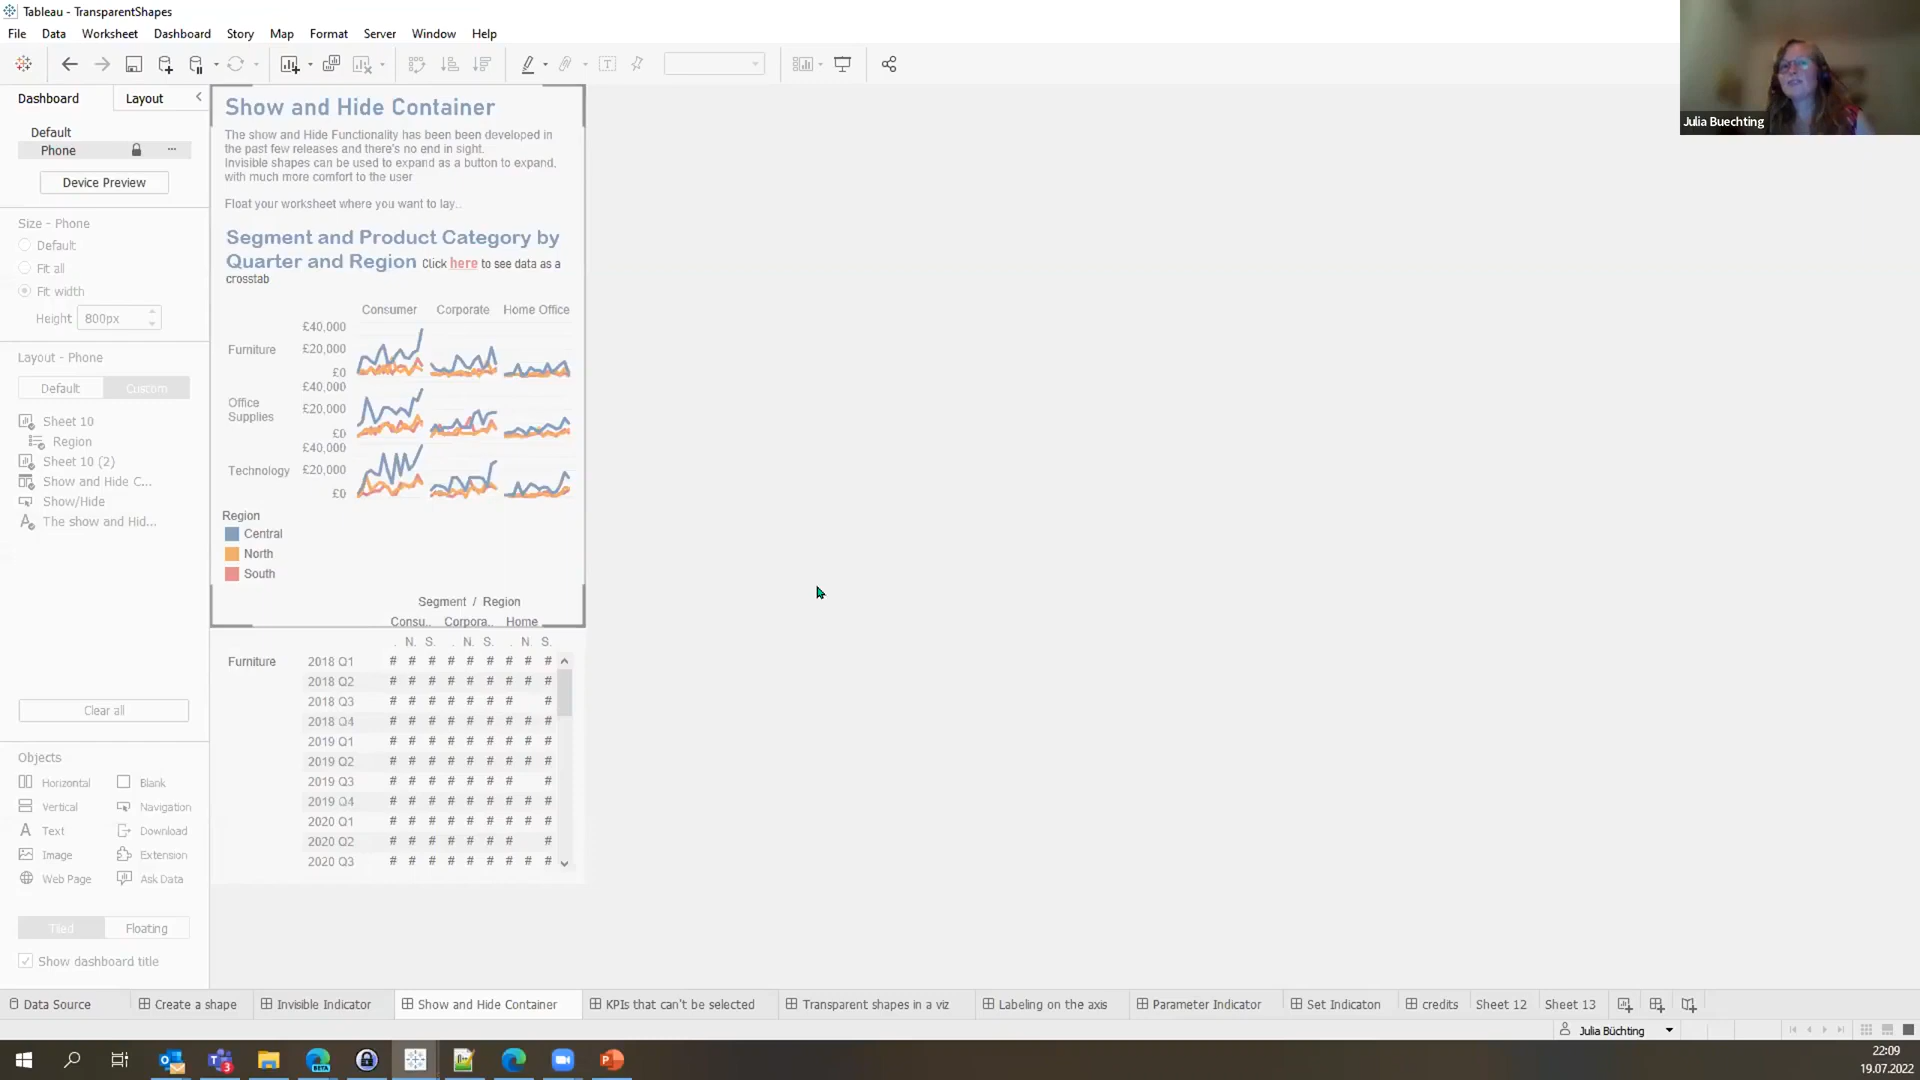 Tableau - TransparentShapes
File Data Worksheet Dashboard Story Map Format Server Window Help
Julia Buechting
Dashboard Layout
Default
Phone
Device Preview
Size - Phone
Default
Fit all
Fit width
Height 800px
Layout - Phone
Default Custom
Sheet 10
Region
Sheet 10 (2)
Show and Hide C...
Show/Hide
The show and Hid...
Clear all
Objects
Horizontal Blank
Vertical Navigation
Text Download
Image Extension
Web Page Ask Data
Tiled Floating
Show dashboard title
Show and Hide Container
The show and Hide Functionality has been been developed in
the past few releases and there's no end in sight.
Invisible shapes can be used to expand as a button to expand,
with much more comfort to the user
Float your worksheet where you want to lay..
Segment and Product Category by
Quarter and Region Click here to see data as a
crosstab
Consumer Corporate Home Office
£40,000
Furniture £20,000
£0
£40,000
Office
Supplies £20,000
£0
£40,000
Technology £20,000
£0
Region
Central
North
South
Segment / Region
Consu.. Corpora.. Home
. N. S. . N. S. . N. S.
Furniture 2018 Q1 # # # # # # # # #
2018 Q2 # # # # # # # # #
2018 Q3 # # # # # # # #
2018 Q4 # # # # # # # # #
2019 Q1 # # # # # # # # #
2019 Q2 # # # # # # # # #
2019 Q3 # # # # # # # #
2019 Q4 # # # # # # # # #
2020 Q1 # # # # # # # # #
2020 Q2 # # # # # # # #
2020 Q3 # # # # # # # # #
Data Source Create a shape Invisible Indicator Show and Hide Container KPIs that can't be selected Transparent shapes in a viz Labeling on the axis Parameter Indicator Set Indicaton credits Sheet 12 Sheet 13
Julia Büchting
BETA
3
22:09
19.07.2022